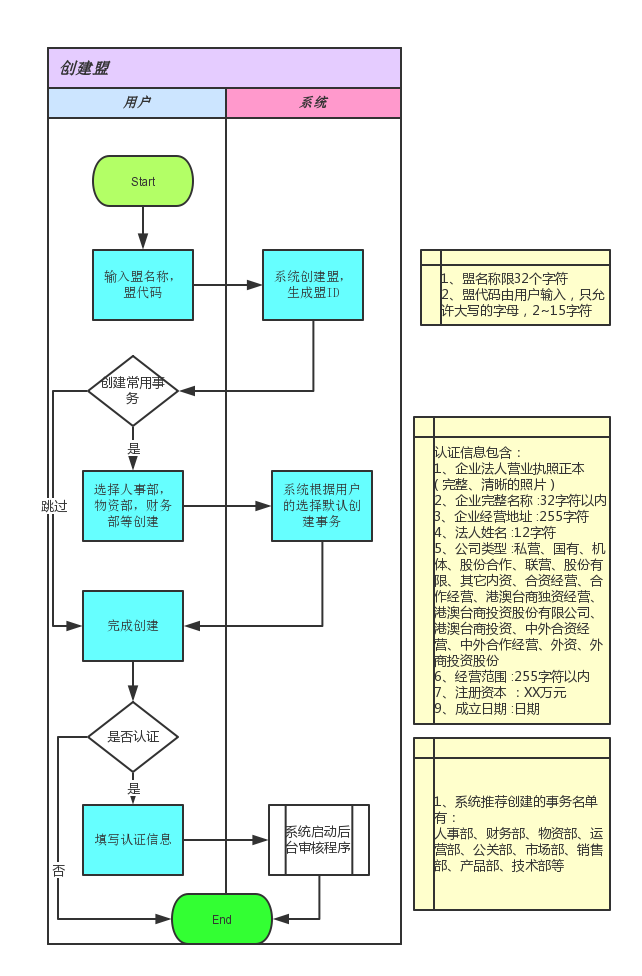 创建盟
用户
系统
Start
输入盟名称，
盟代码
系统创建盟，
生成盟ID
创建常用事
务
是
选择人事部，
物资部，财务
部等创建
系统根据用户
的选择默认创
建事务
跳过
完成创建
是否认证
是
填写认证信息
系统启动后
台审核程序
否
End
1、盟名称限32个字符
2、盟代码由用户输入，只允
许大写的字母，2~15字符
认证信息包含：
1、企业法人营业执照正本
（完整、清晰的照片）
2、企业完整名称 :32字符以内
3、企业经营地址 :255字符
4、法人姓名 :12字符
5、公司类型 :私营、国有、机
体、股份合作、联营、股份有
限、其它内资、合资经营、合
作经营、港澳台商独资经营、
港澳台商投资股份有限公司、
港澳台商投资、中外合资经
营、中外合作经营、外资、外
商投资股份
6、经营范围 :255字符以内
7、注册资本 ：XX万元
9、成立日期 :日期
1、系统推荐创建的事务名单
有：
人事部、财务部、物资部、运
营部、公关部、市场部、销售
部、产品部、技术部等